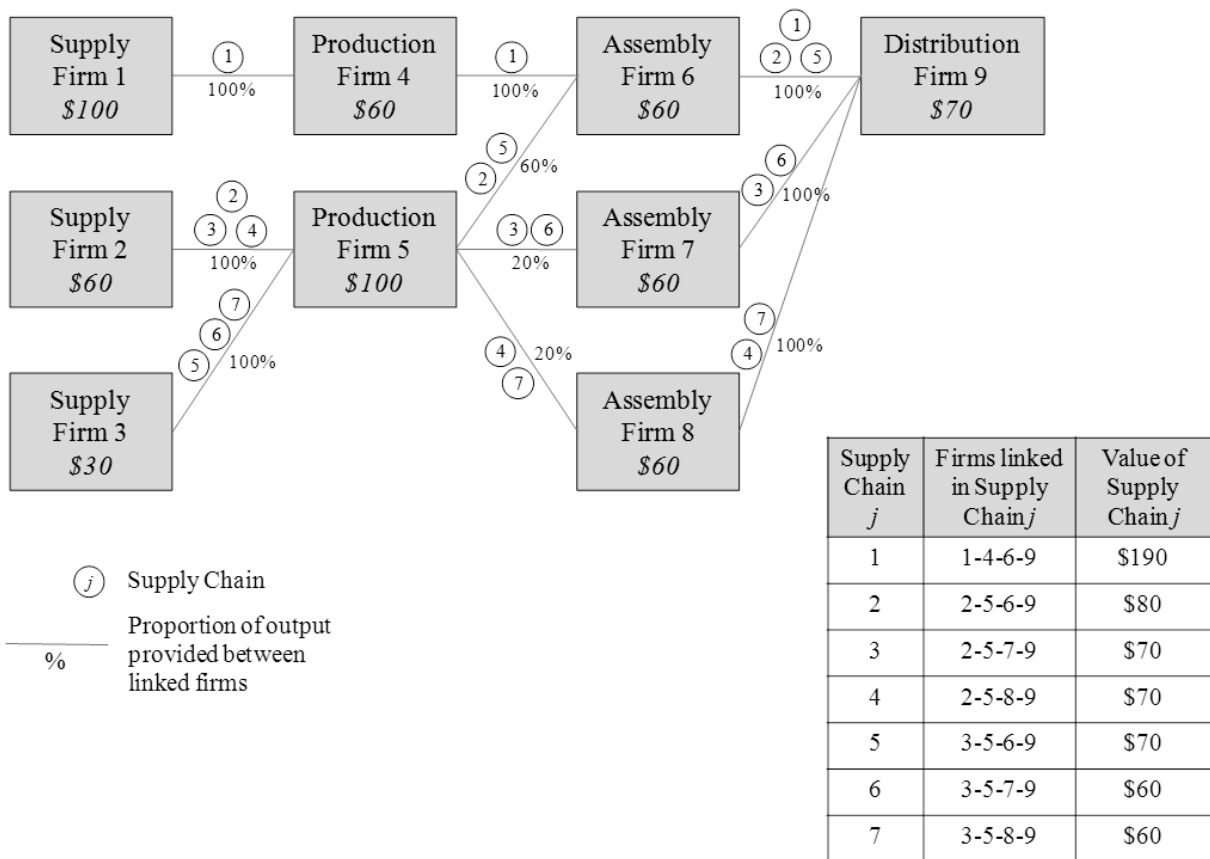 Supply
Firm 1
$100
1
100%
Production
Firm 4
$60
1
100%
Assembly
Firm 6
$60
1
2 5
100%
Distribution
Firm 9
$70
5
2
60%
6
3
100%
Supply
Firm 2
$60
2
3 4
100%
Production
Firm 5
$100
3 6
20%
Assembly
Firm 7
$60
7
6
5
100%
4
7
20%
7
4
100%
Supply
Firm 3
$30
Assembly
Firm 8
$60
j Supply Chain
% Proportion of output
provided between
linked firms
Supply Chain j Firms linked in Supply Chain j Value of Supply Chain j
1 1-4-6-9 $190
2 2-5-6-9 $80
3 2-5-7-9 $70
4 2-5-8-9 $70
5 3-5-6-9 $70
6 3-5-7-9 $60
7 3-5-8-9 $60